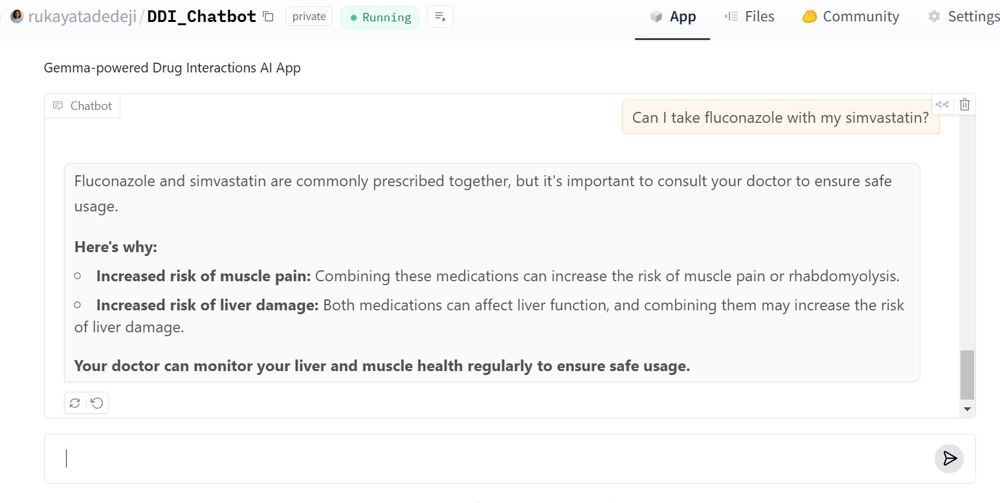 rukayatadedeji/DDI_Chatbot private Running App Files Community Settings
Gemma-powered Drug Interactions AI App
Chatbot
Can I take fluconazole with my simvastatin?
Fluconazole and simvastatin are commonly prescribed together, but it's important to consult your doctor to ensure safe
usage.
Here's why:
Increased risk of muscle pain: Combining these medications can increase the risk of muscle pain or rhabdomyolysis.
Increased risk of liver damage: Both medications can affect liver function, and combining them may increase the risk
of liver damage.
Your doctor can monitor your liver and muscle health regularly to ensure safe usage.